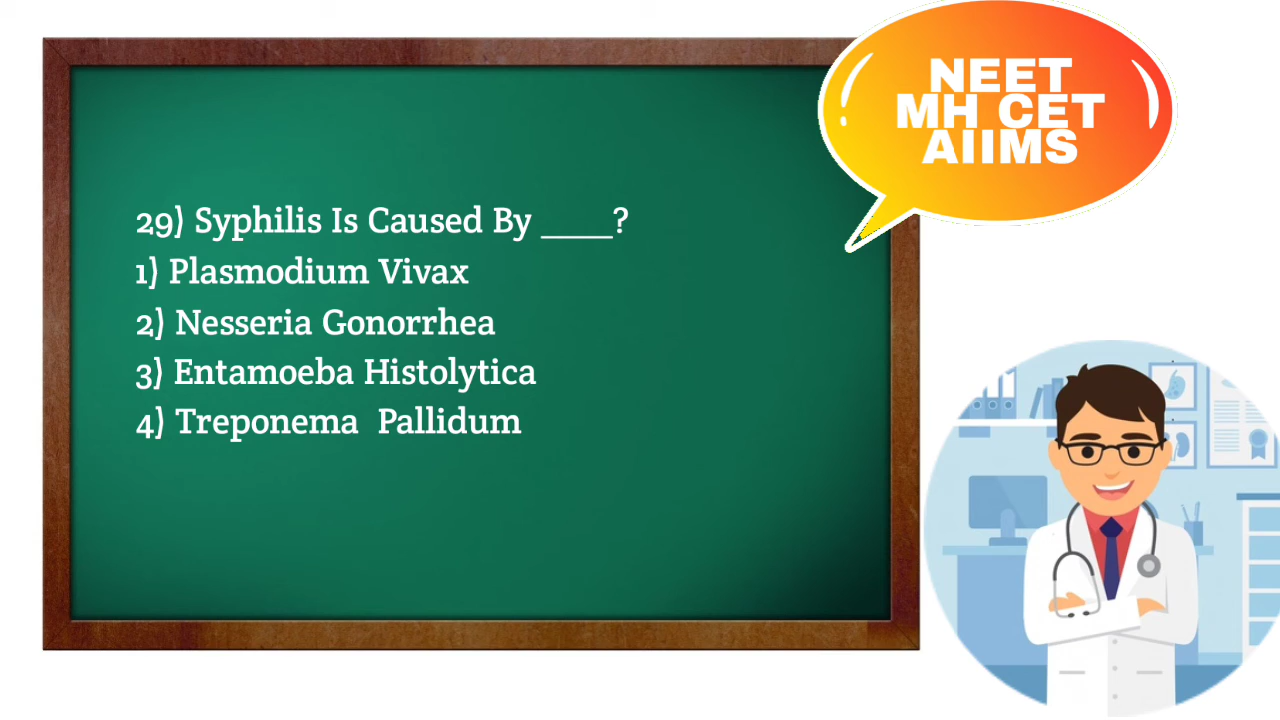 NEET
MH CET
AIIMS
29) Syphilis Is Caused By ____?
1) Plasmodium Vivax
2) Nesseria Gonorrhea
3) Entamoeba Histolytica
4) Treponema  Pallidum